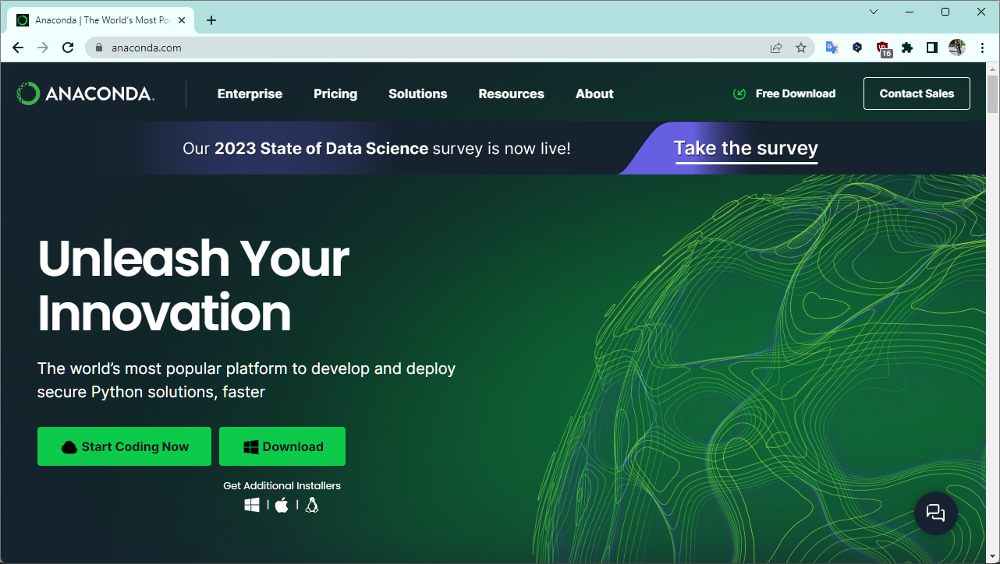 Anaconda | The World's Most Po
anaconda.com
16
ANACONDA.
Enterprise
Pricing
Solutions
Resources
About
Free Download
Contact Sales
Our 2023 State of Data Science survey is now live!
Take the survey
Unleash Your
Innovation
The world's most popular platform to develop and deploy
secure Python solutions, faster
Start Coding Now
Download
Get Additional Installers